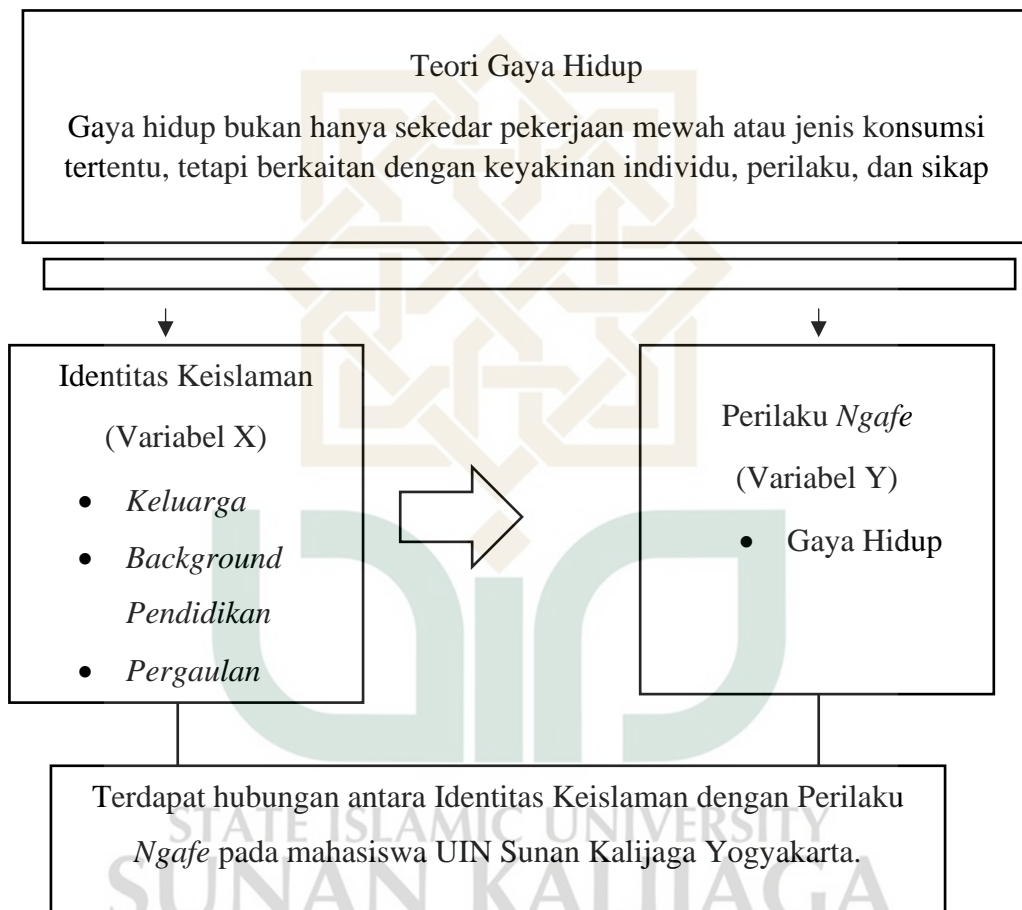 Teori Gaya Hidup
Gaya hidup bukan hanya sekedar pekerjaan mewah atau jenis konsumsi
tertentu, tetapi berkaitan dengan keyakinan individu, perilaku, dan sikap
Identitas Keislaman
(Variabel X)
• Keluarga
• Background
Pendidikan
• Pergaulan
Perilaku Ngafe
(Variabel Y)
• Gaya Hidup
Terdapat hubungan antara Identitas Keislaman dengan Perilaku
Ngafe pada mahasiswa UIN Sunan Kalijaga Yogyakarta.
STATE ISLAMIC UNIVERSITY
SUNAN KALIJAGA